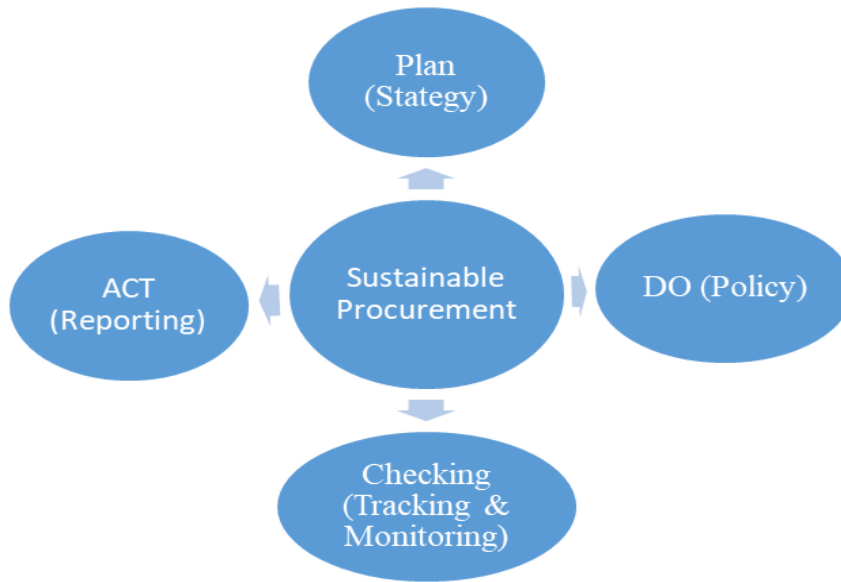 Plan
(Stategy)
ACT
(Reporting)
Sustainable
Procurement
DO (Policy)
Checking
(Tracking &
Monitoring)